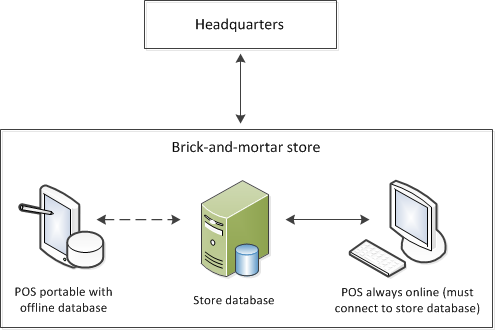 Headquarters
Brick-and-mortar store
POS portable with
offline database
Store database
POS always online (must
connect to store database)